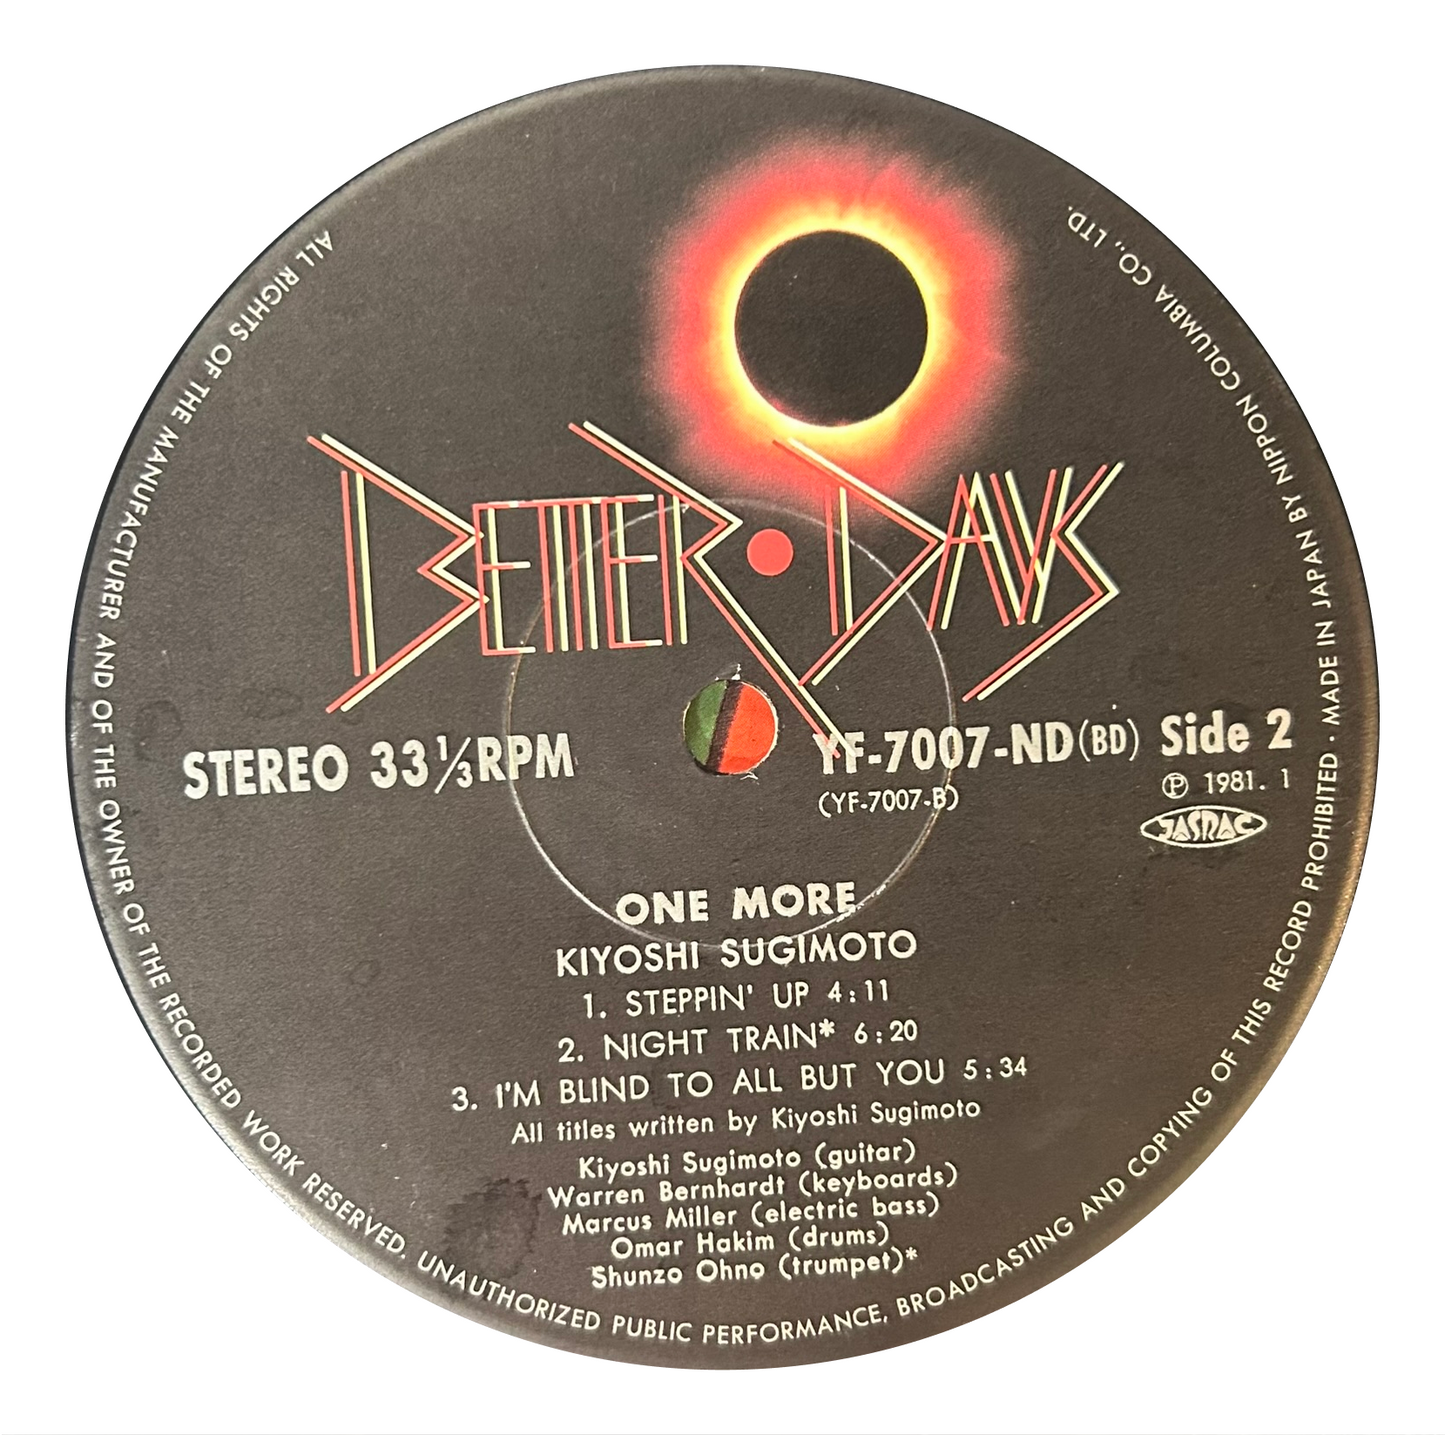 BETTER•DAYS
STEREO 33 1/3 RPM
YF-7007-ND(BD) Side 2
(YF-7007-B)
Ⓟ 1981. 1
JASRAC
ONE MORE
KIYOSHI SUGIMOTO
1. STEPPIN' UP 4:11
2. NIGHT TRAIN* 6:20
3. I'M BLIND TO ALL BUT YOU 5:34
All titles written by Kiyoshi Sugimoto
Kiyoshi Sugimoto (guitar)
Warren Bernhardt (keyboards)
Marcus Miller (electric bass)
Omar Hakim (drums)
Shunzo Ohno (trumpet)*
ALL RIGHTS OF THE MANUFACTURER AND OF THE OWNER OF THE RECORDED WORK RESERVED. UNAUTHORIZED PUBLIC PERFORMANCE, BROADCASTING AND COPYING OF THIS RECORD PROHIBITED · MADE IN JAPAN BY NIPPON COLUMBIA CO., LTD.